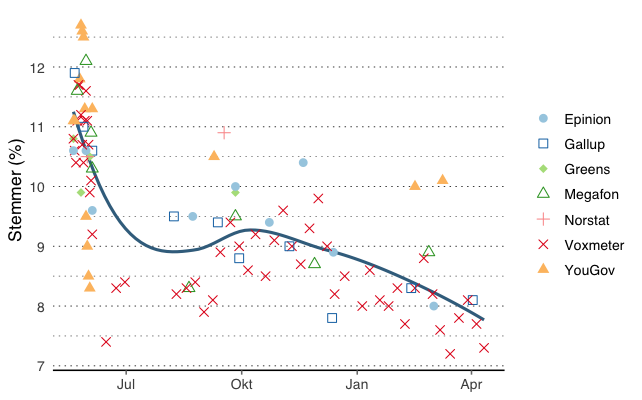 Stemmer (%)
12
11
10
9
8
7
Jul
Okt
Jan
Apr
Epinion
Gallup
Greens
Megafon
Norstat
Voxmeter
YouGov